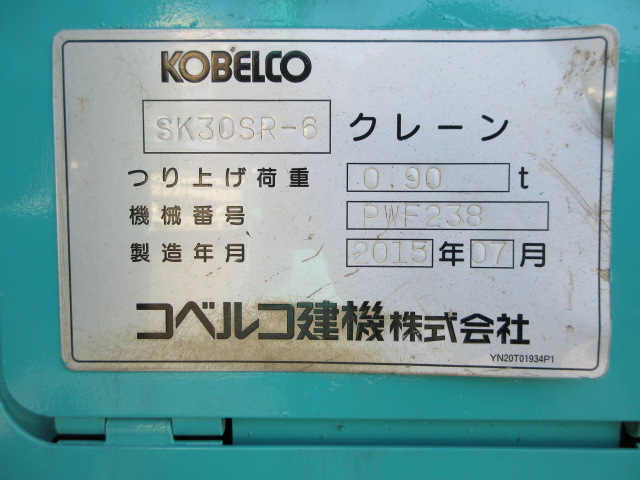 KOBELCO
SK30SR-6 クレーン
つり上げ荷重 0.90 t
機械番号 PWF238
製造年月 2015年07月
コベルコ建機株式会社
YN20T01934P1